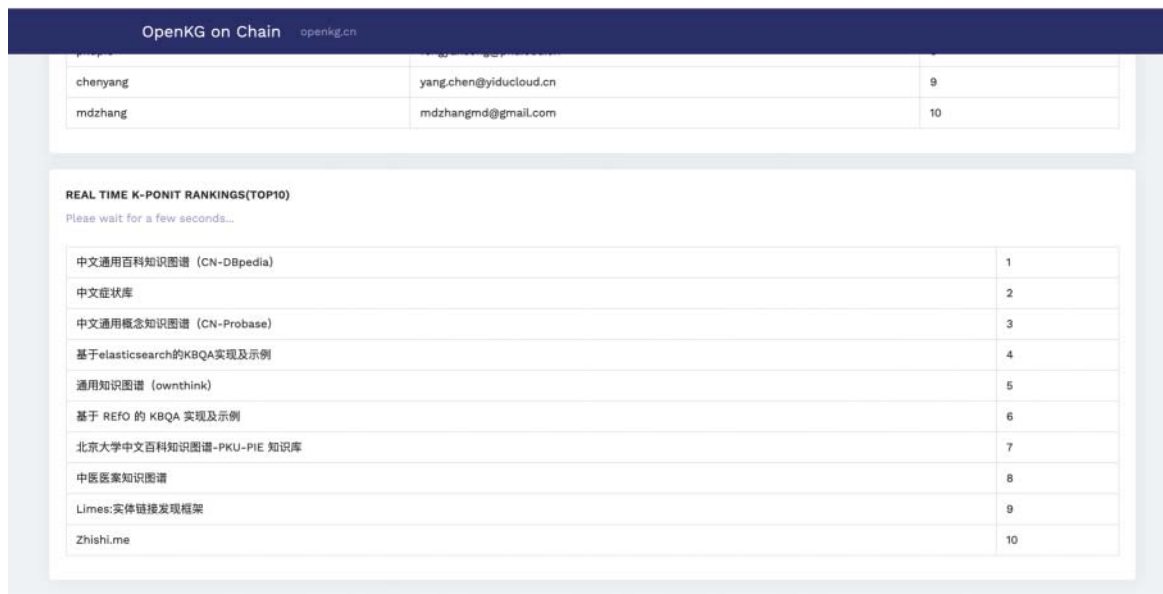 OpenKG on Chain openkg.cn
chenyang yang.chen@yiducloud.cn 9
mdzhang mdzhangmd@gmail.com 10
REAL TIME K-PONIT RANKINGS(TOP10)
Pleae wait for a few seconds...
中文通用百科知识图谱（CN-DBpedia） 1
中文症状库 2
中文通用概念知识图谱（CN-Probase） 3
基于elasticsearch的KBQA实现及示例 4
通用知识图谱（ownthink） 5
基于 REfO 的 KBQA 实现及示例 6
北京大学中文百科知识图谱-PKU-PIE 知识库 7
中医医案知识图谱 8
Limes:实体链接发现框架 9
Zhishi.me 10